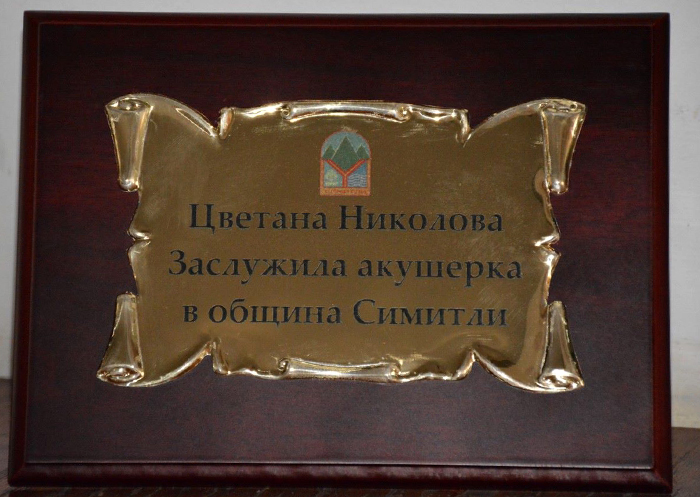 Цветана Николова
Заслужила акушерка
в община Симитли